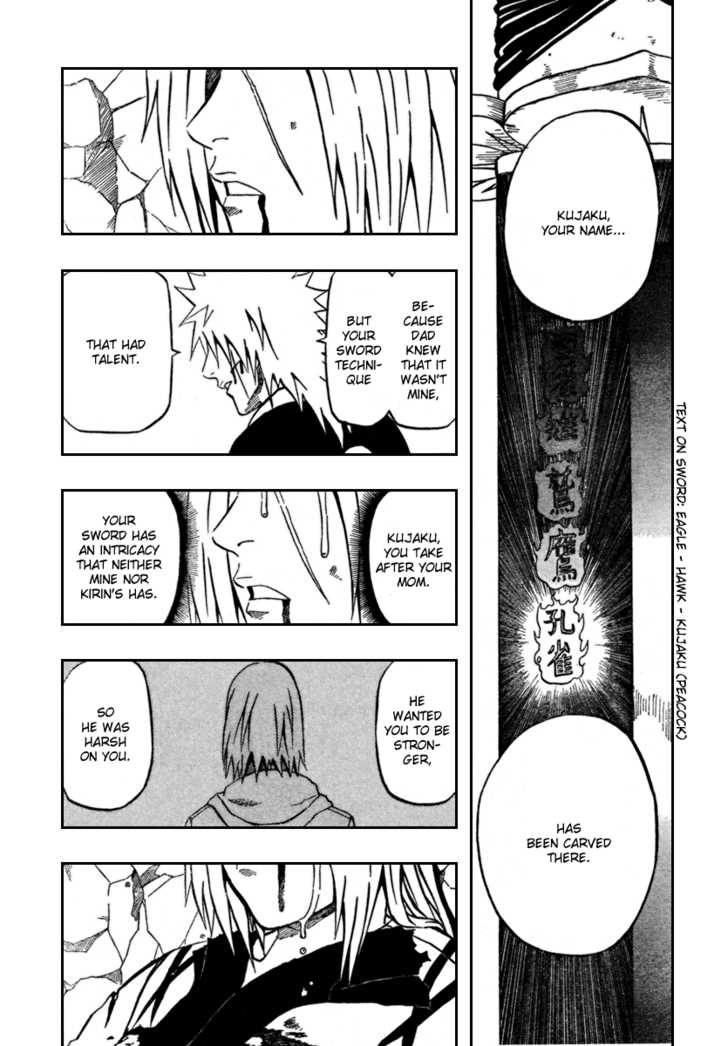 KUJAKU,
YOUR NAME...
鷲
鷹
孔
雀
HAS
BEEN CARVED
THERE.
TEXT ON SWORD: EAGLE - HAWK - KUJAKU (PEACOCK)
BE-
CAUSE
DAD
KNEW
THAT IT
WASN'T
MINE,
BUT
YOUR
SWORD
TECHNI-
QUE
THAT HAD
TALENT.
KUJAKU,
YOU TAKE
AFTER YOUR
MOM.
YOUR
SWORD HAS
AN INTRICACY
THAT NEITHER
MINE NOR
KIRIN'S HAS.
HE
WANTED
YOU TO BE
STRON-
GER,
SO
HE WAS
HARSH
ON YOU.